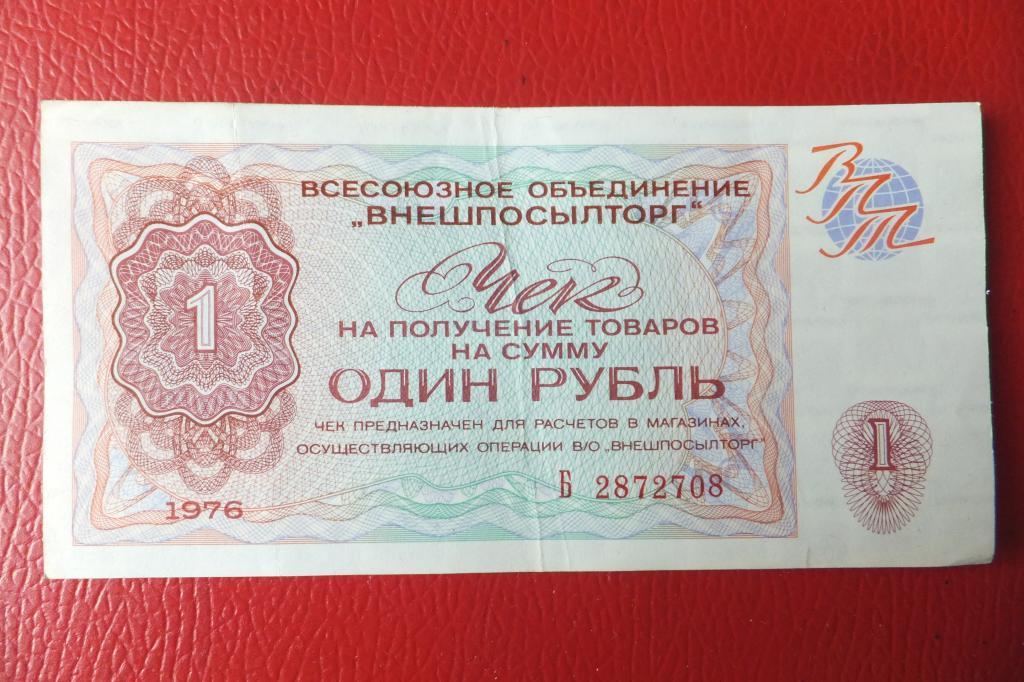 ВСЕСОЮЗНОЕ ОБЪЕДИНЕНИЕ
„ВНЕШПОСЫЛТОРГ“
ВПТ
1
Чек
НА ПОЛУЧЕНИЕ ТОВАРОВ
НА СУММУ
ОДИН РУБЛЬ
ЧЕК ПРЕДНАЗНАЧЕН ДЛЯ РАСЧЕТОВ В МАГАЗИНАХ,
ОСУЩЕСТВЛЯЮЩИХ ОПЕРАЦИИ В/О „ВНЕШПОСЫЛТОРГ“
1
Б 2872708
1976